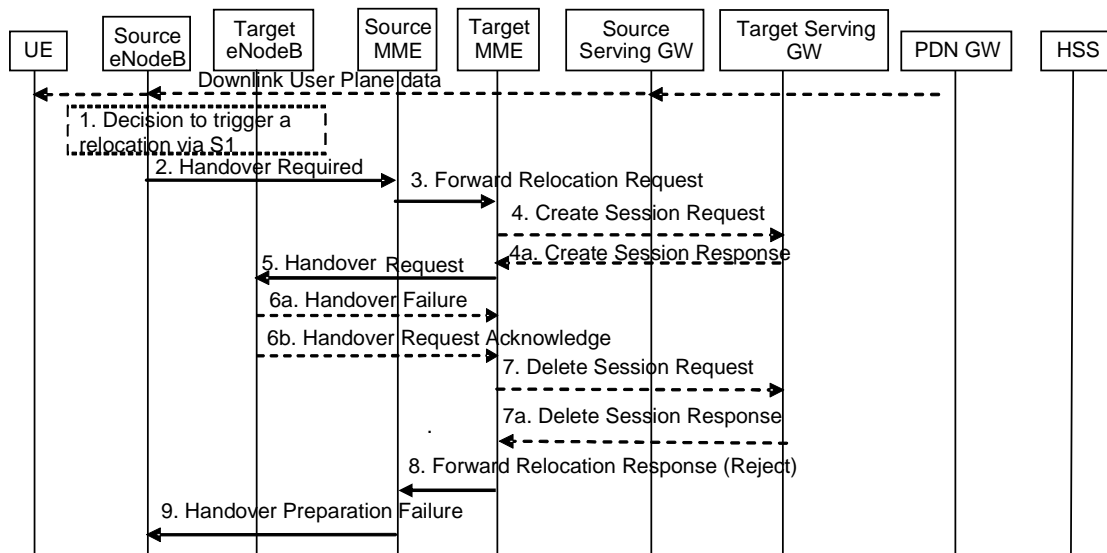 UE
Source
eNodeB
Target
eNodeB
Source
MME
Target
MME
Source
Serving GW
Target Serving
GW
PDN GW
HSS
Downlink User Plane data
1. Decision to trigger a
relocation via S1
2. Handover Required
3. Forward Relocation Request
4. Create Session Request
4a. Create Session Response
5. Handover Request
6a. Handover Failure
6b. Handover Request Acknowledge
7. Delete Session Request
7a. Delete Session Response
.
8. Forward Relocation Response (Reject)
9. Handover Preparation Failure